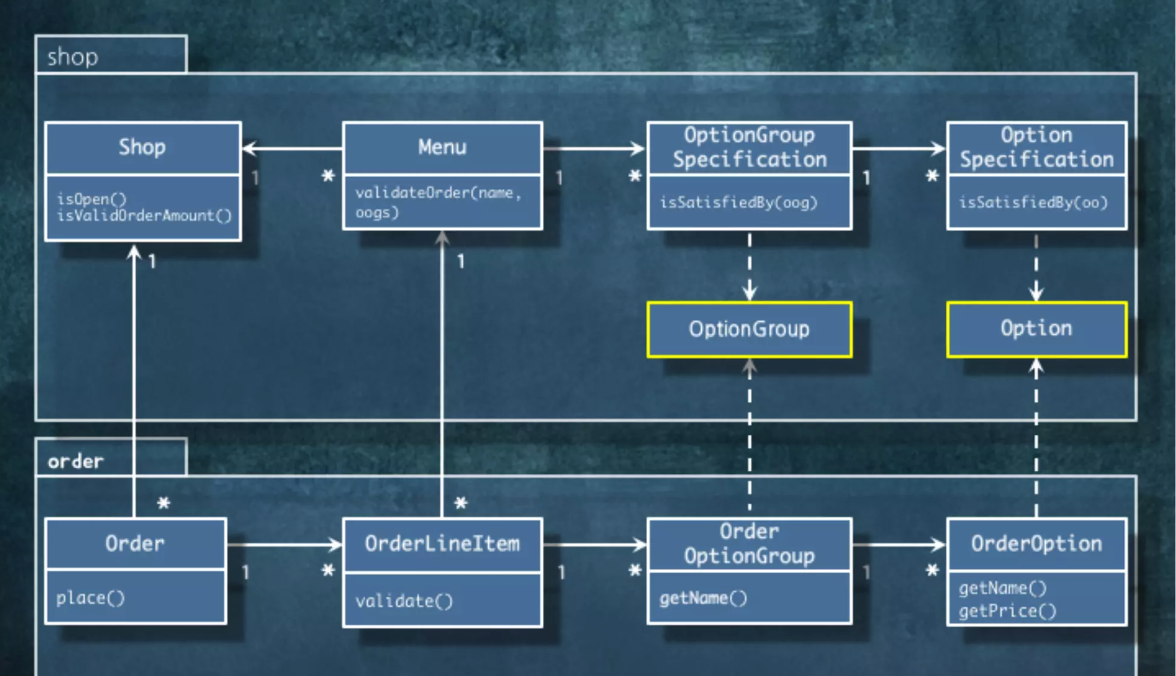 shop
Shop
isOpen()
isValidOrderAmount()
1
*
Menu
validateOrder(name,
oogs)
1
*
OptionGroup
Specification
isSatisfiedBy(oog)
1
*
Option
Specification
isSatisfiedBy(oo)
1
1
OptionGroup
Option
order
*
*
Order
place()
1
*
OrderLineItem
validate()
1
*
Order
OptionGroup
getName()
1
*
OrderOption
getName()
getPrice()